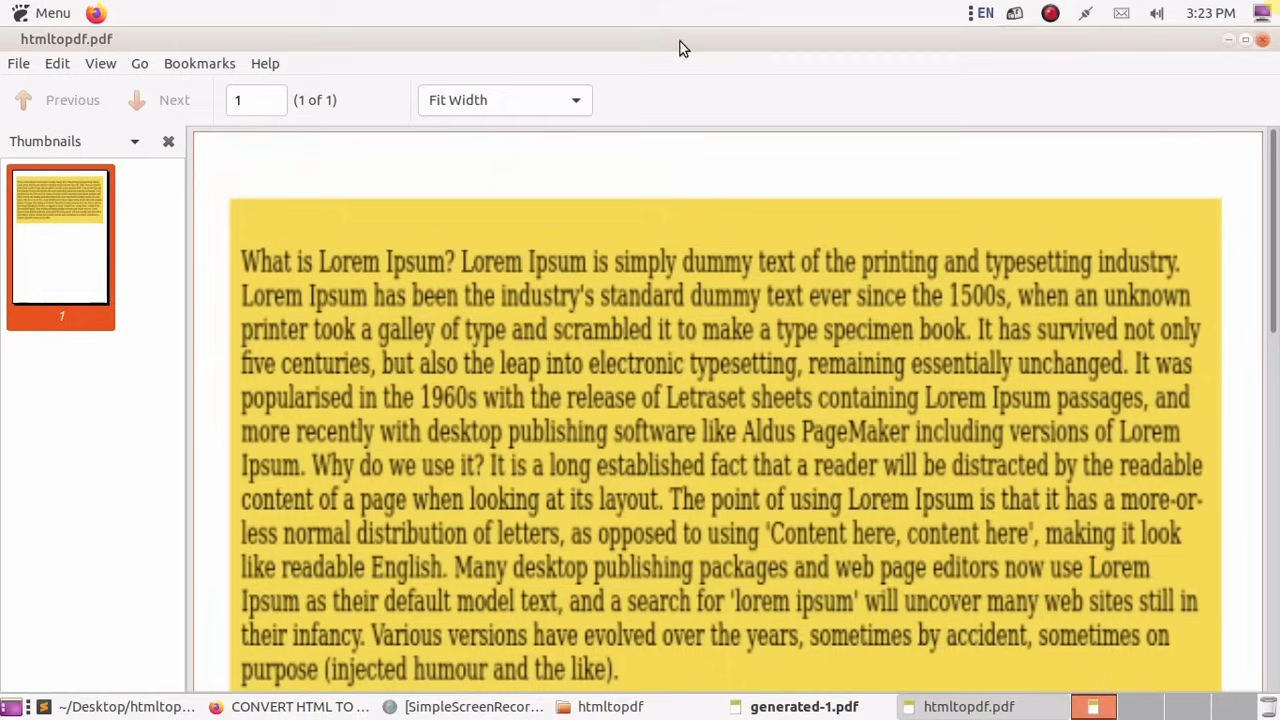 Menu
EN
3:23 PM
htmltopdf.pdf
File Edit View Go Bookmarks Help
Previous Next 1 (1 of 1) Fit Width
Thumbnails
1
What is Lorem Ipsum? Lorem Ipsum is simply dummy text of the printing and typesetting industry.
Lorem Ipsum has been the industry's standard dummy text ever since the 1500s, when an unknown
printer took a galley of type and scrambled it to make a type specimen book. It has survived not only
five centuries, but also the leap into electronic typesetting, remaining essentially unchanged. It was
popularised in the 1960s with the release of Letraset sheets containing Lorem Ipsum passages, and
more recently with desktop publishing software like Aldus PageMaker including versions of Lorem
Ipsum. Why do we use it? It is a long established fact that a reader will be distracted by the readable
content of a page when looking at its layout. The point of using Lorem Ipsum is that it has a more-or-
less normal distribution of letters, as opposed to using 'Content here, content here', making it look
like readable English. Many desktop publishing packages and web page editors now use Lorem
Ipsum as their default model text, and a search for 'lorem ipsum' will uncover many web sites still in
their infancy. Various versions have evolved over the years, sometimes by accident, sometimes on
purpose (injected humour and the like).
~/Desktop/htmltop... CONVERT HTML TO ... [SimpleScreenRecor... htmltopdf generated-1.pdf htmltopdf.pdf